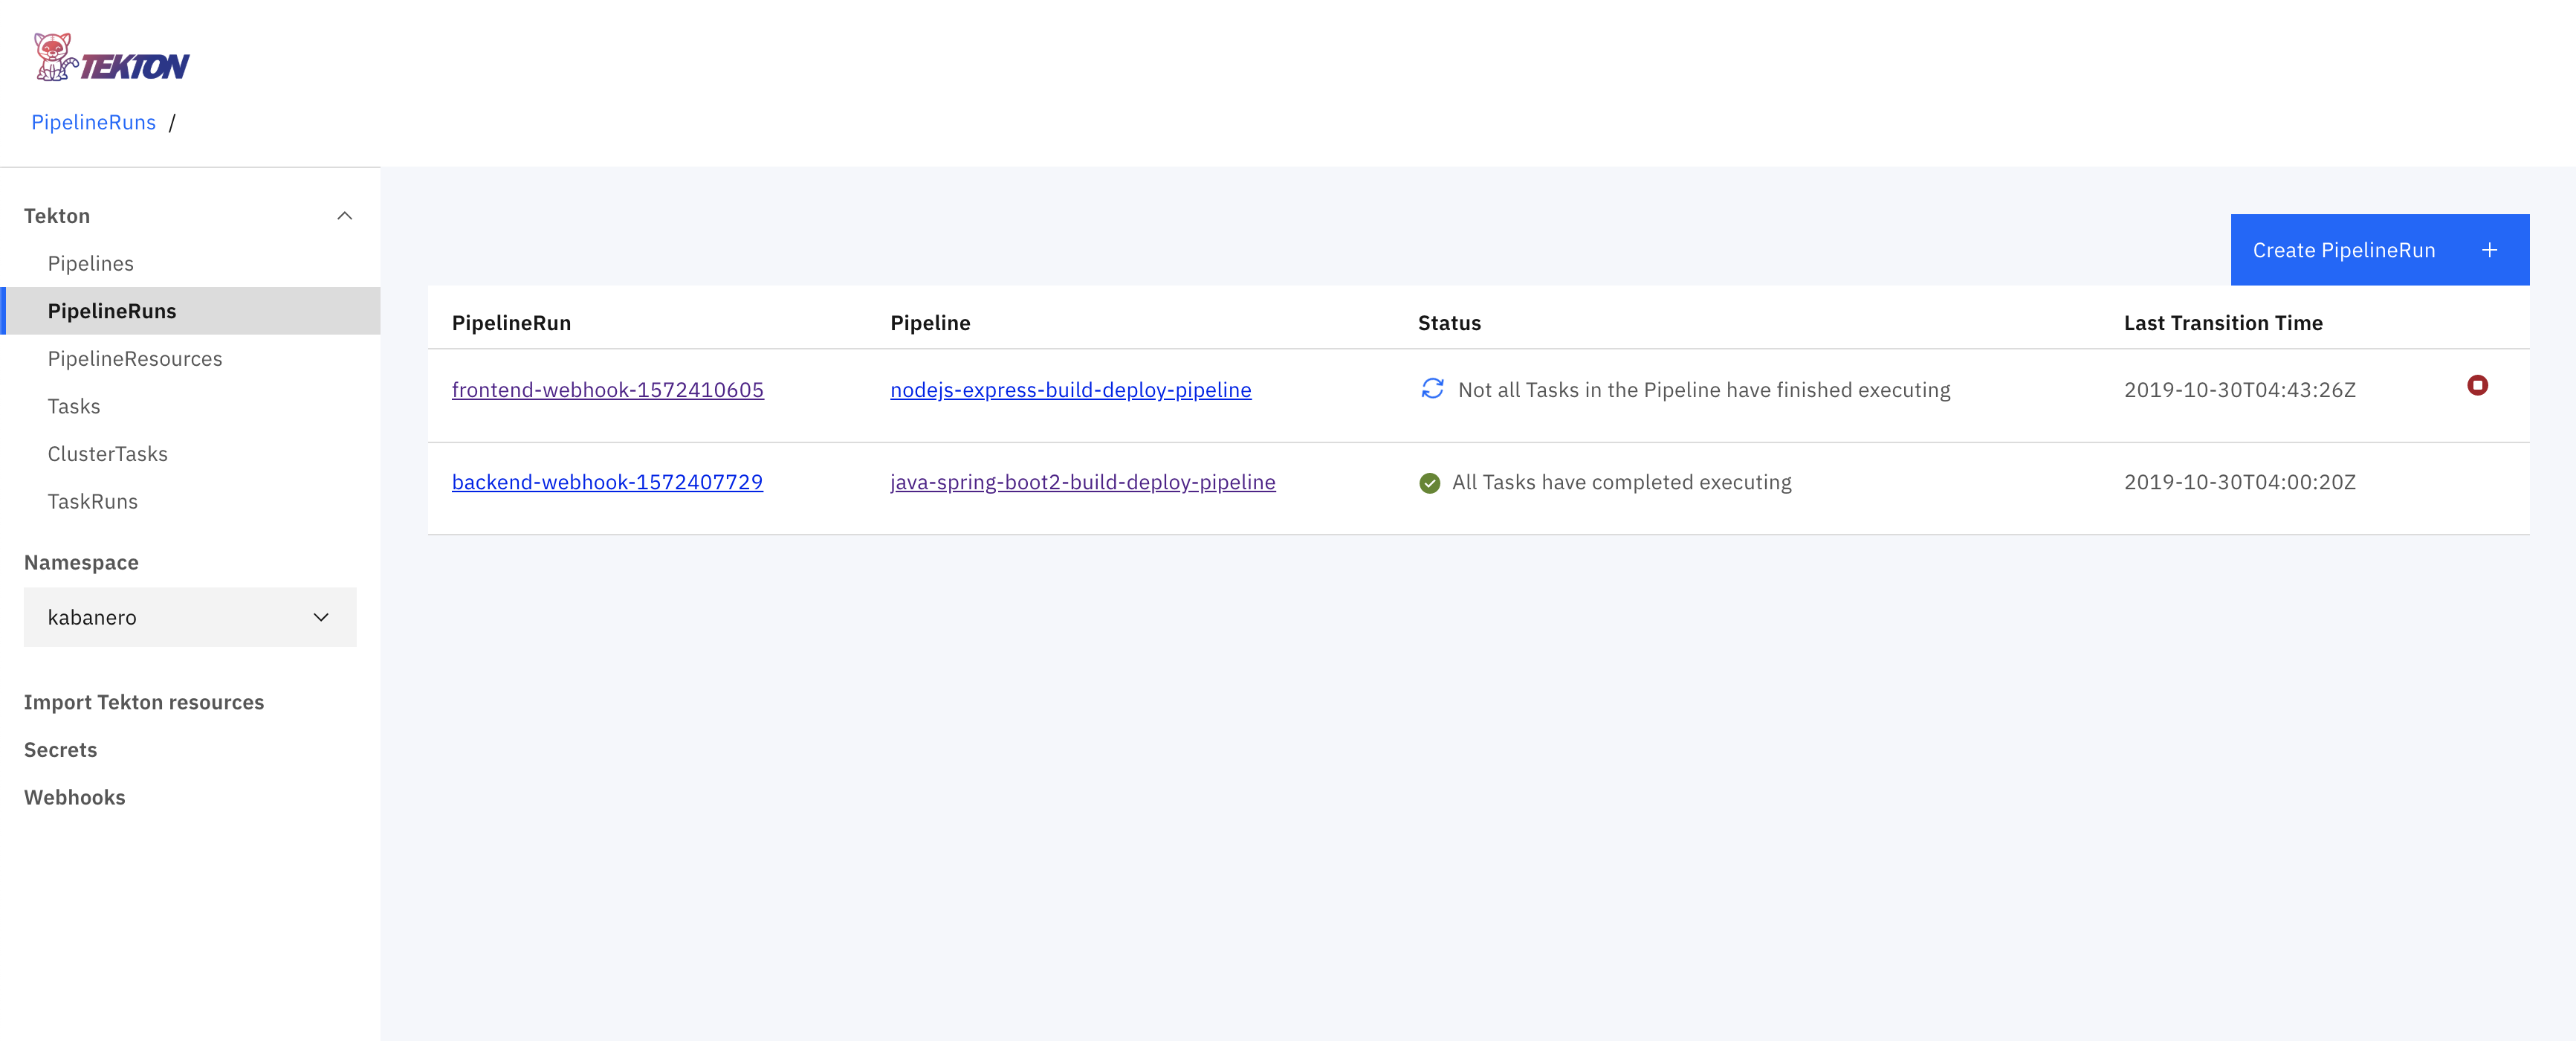 TEKTON
PipelineRuns /
Tekton
Pipelines
PipelineRuns
PipelineResources
Tasks
ClusterTasks
TaskRuns
Namespace
kabanero
Import Tekton resources
Secrets
Webhooks
Create PipelineRun +
PipelineRun Pipeline Status Last Transition Time
frontend-webhook-1572410605 nodejs-express-build-deploy-pipeline Not all Tasks in the Pipeline have finished executing 2019-10-30T04:43:26Z
backend-webhook-1572407729 java-spring-boot2-build-deploy-pipeline All Tasks have completed executing 2019-10-30T04:00:20Z